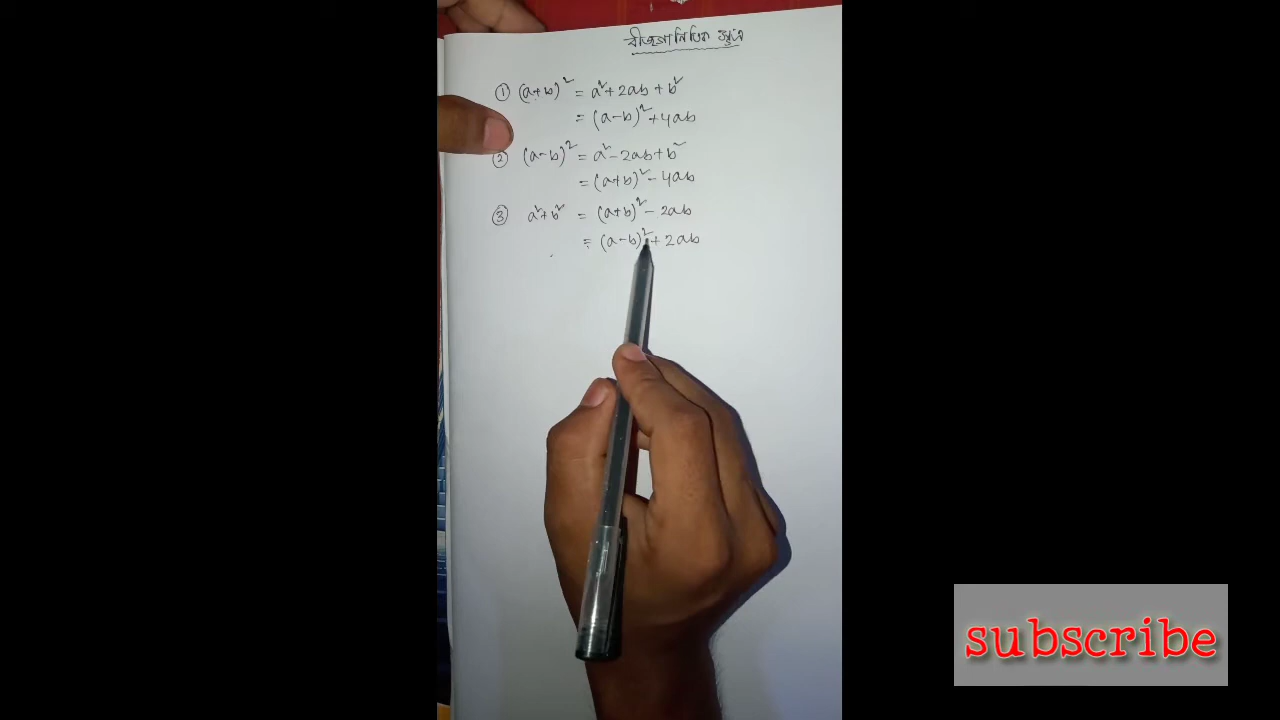 বীজগাণিতিক সুত্র
① (a+b)² = a²+2ab+b²
= (a-b)²+4ab
② (a-b)² = a²-2ab+b²
= (a+b)²-4ab
③ a²+b² = (a+b)²-2ab
= (a-b)²+2ab
subscribe